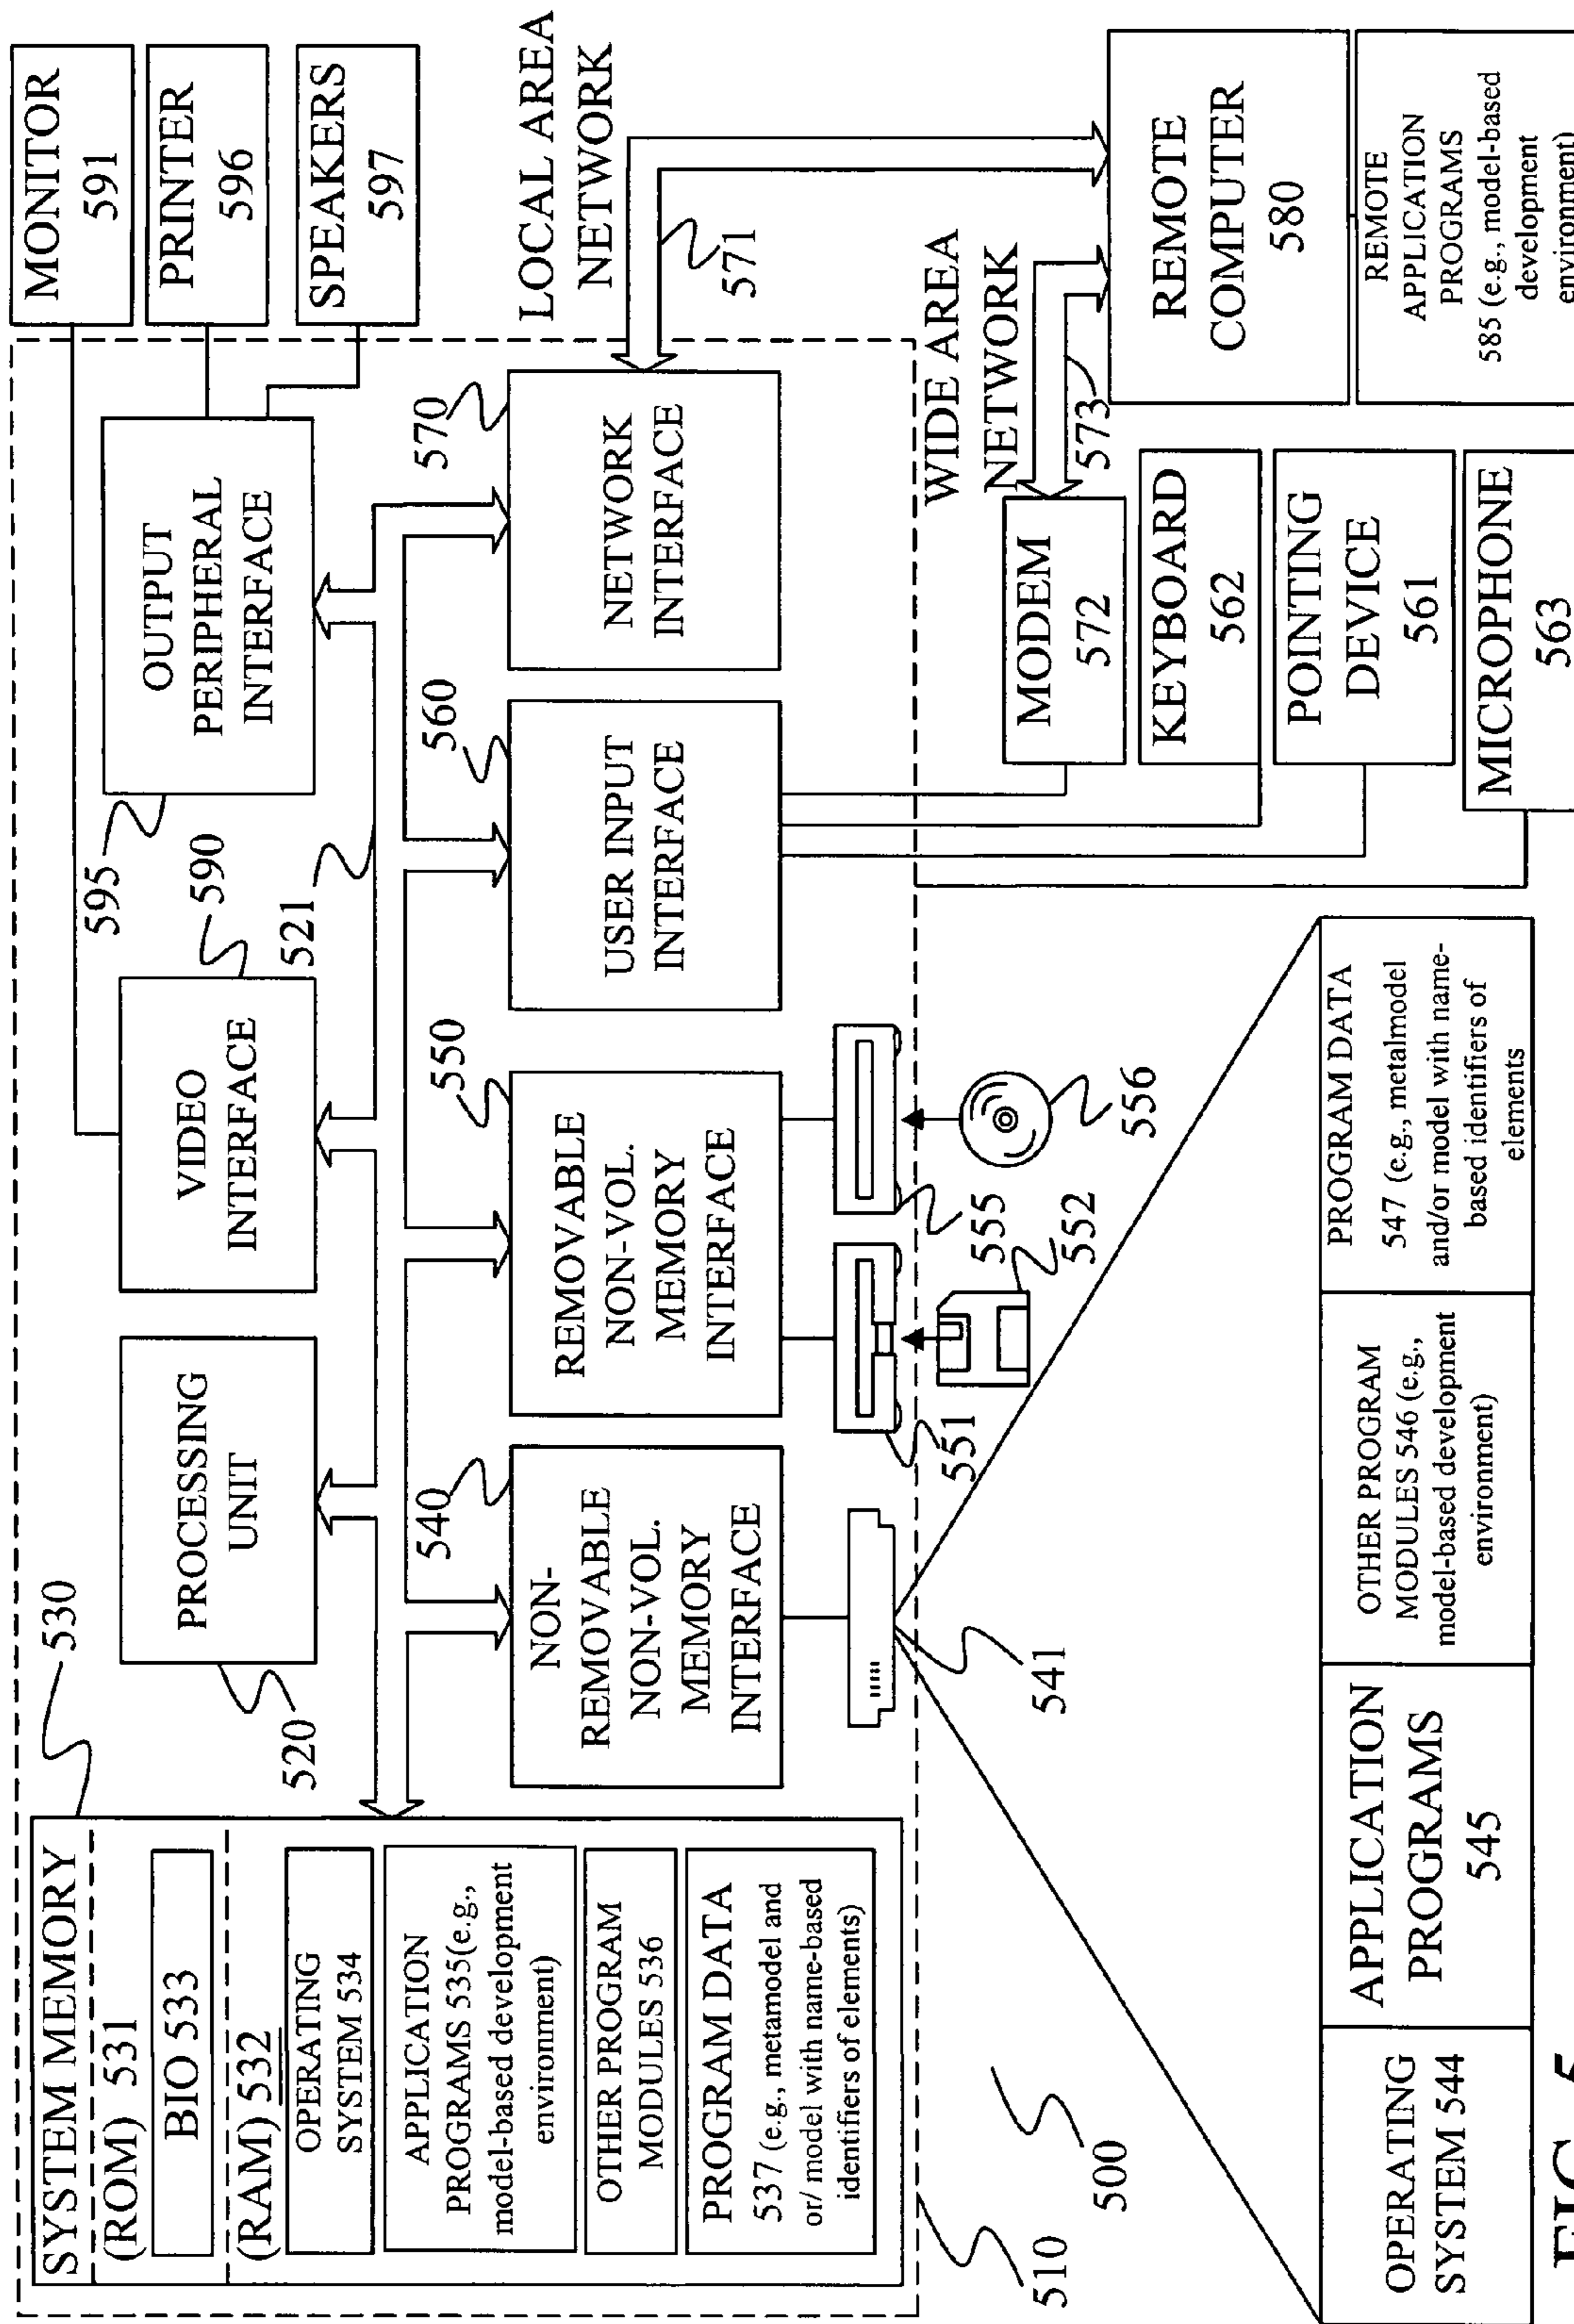 SYSTEM MEMORY
(ROM) 531
BIO 533
(RAM) 532
OPERATING
SYSTEM 534
APPLICATION
PROGRAMS 535(e.g.,
model-based development
environment)
OTHER PROGRAM
MODULES 536
PROGRAM DATA
537 (e.g., metamodel and
or/ model with name-based
identifiers of elements)
530
520
PROCESSING
UNIT
VIDEO
INTERFACE
590
595
521
OUTPUT
PERIPHERAL
INTERFACE
MONITOR
591
PRINTER
596
SPEAKERS
597
540
NON-
REMOVABLE
NON-VOL.
MEMORY
INTERFACE
550
REMOVABLE
NON-VOL.
MEMORY
INTERFACE
560
USER INPUT
INTERFACE
570
NETWORK
INTERFACE
LOCAL AREA
NETWORK
571
WIDE AREA
NETWORK
573
541
551
552
555
556
510
500
MODEM
572
KEYBOARD
562
POINTING
DEVICE
561
MICROPHONE
563
REMOTE
COMPUTER
580
REMOTE
APPLICATION
PROGRAMS
585 (e.g., model-based
development
environment)
OPERATING
SYSTEM 544
APPLICATION
PROGRAMS
545
OTHER PROGRAM
MODULES 546 (e.g.,
model-based development
environment)
PROGRAM DATA
547 (e.g., metalmodel
and/or model with name-
based identifiers of
elements
FIG. 5